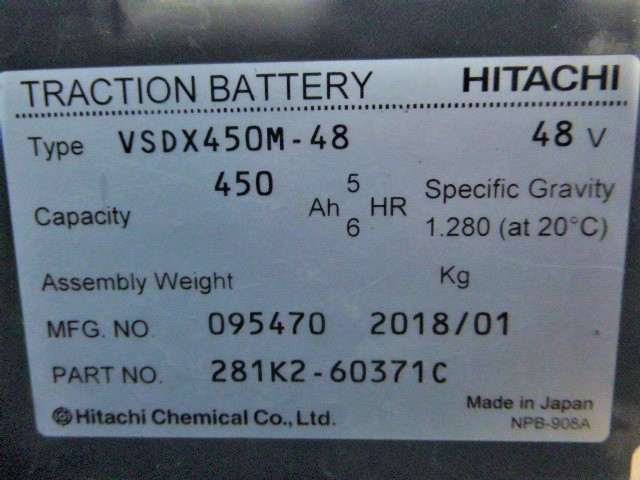 TRACTION BATTERY HITACHI
Type VSDX450M-48 48 V
Capacity 450 Ah 5 HR Specific Gravity
6 1.280 (at 20°C)
Assembly Weight Kg
MFG. NO. 095470 2018/01
PART NO. 281K2-60371C
Hitachi Chemical Co., Ltd. Made in Japan
NPB-908A